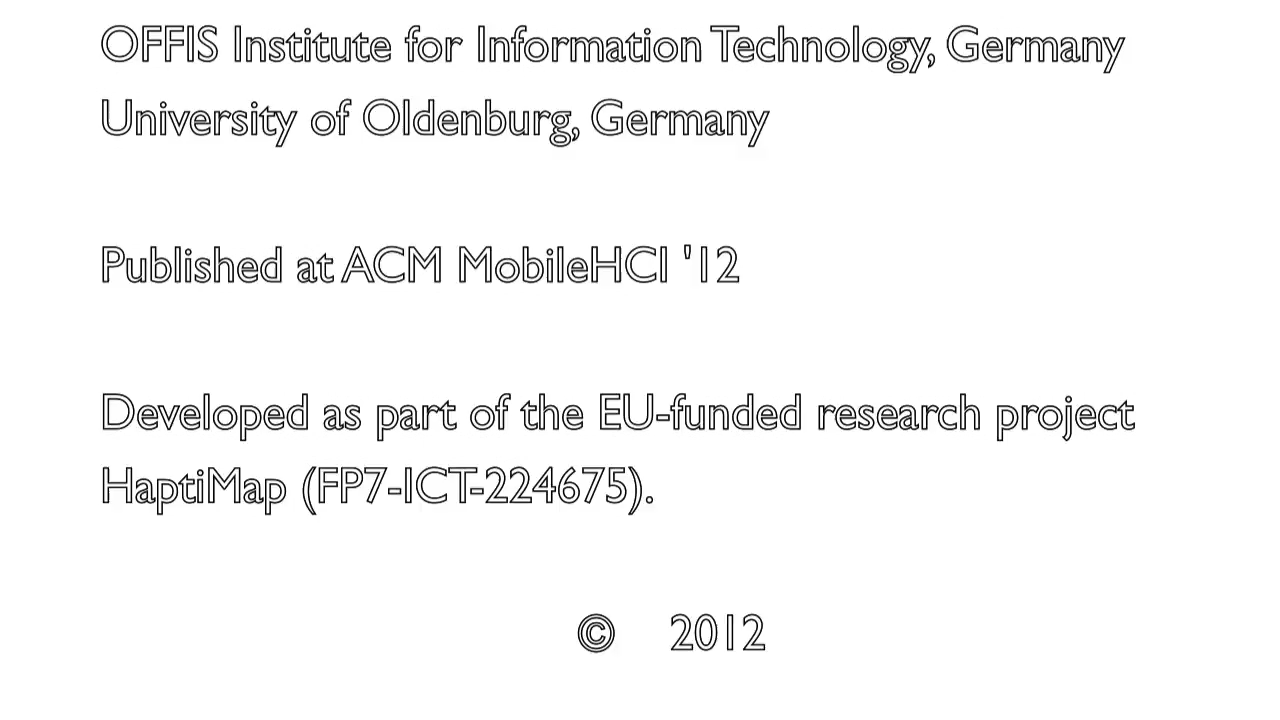 OFFIS Institute for Information Technology, Germany
University of Oldenburg, Germany
Published at ACM MobileHCI '12
Developed as part of the EU-funded research project
HaptiMap (FP7-ICT-224675).
© 2012